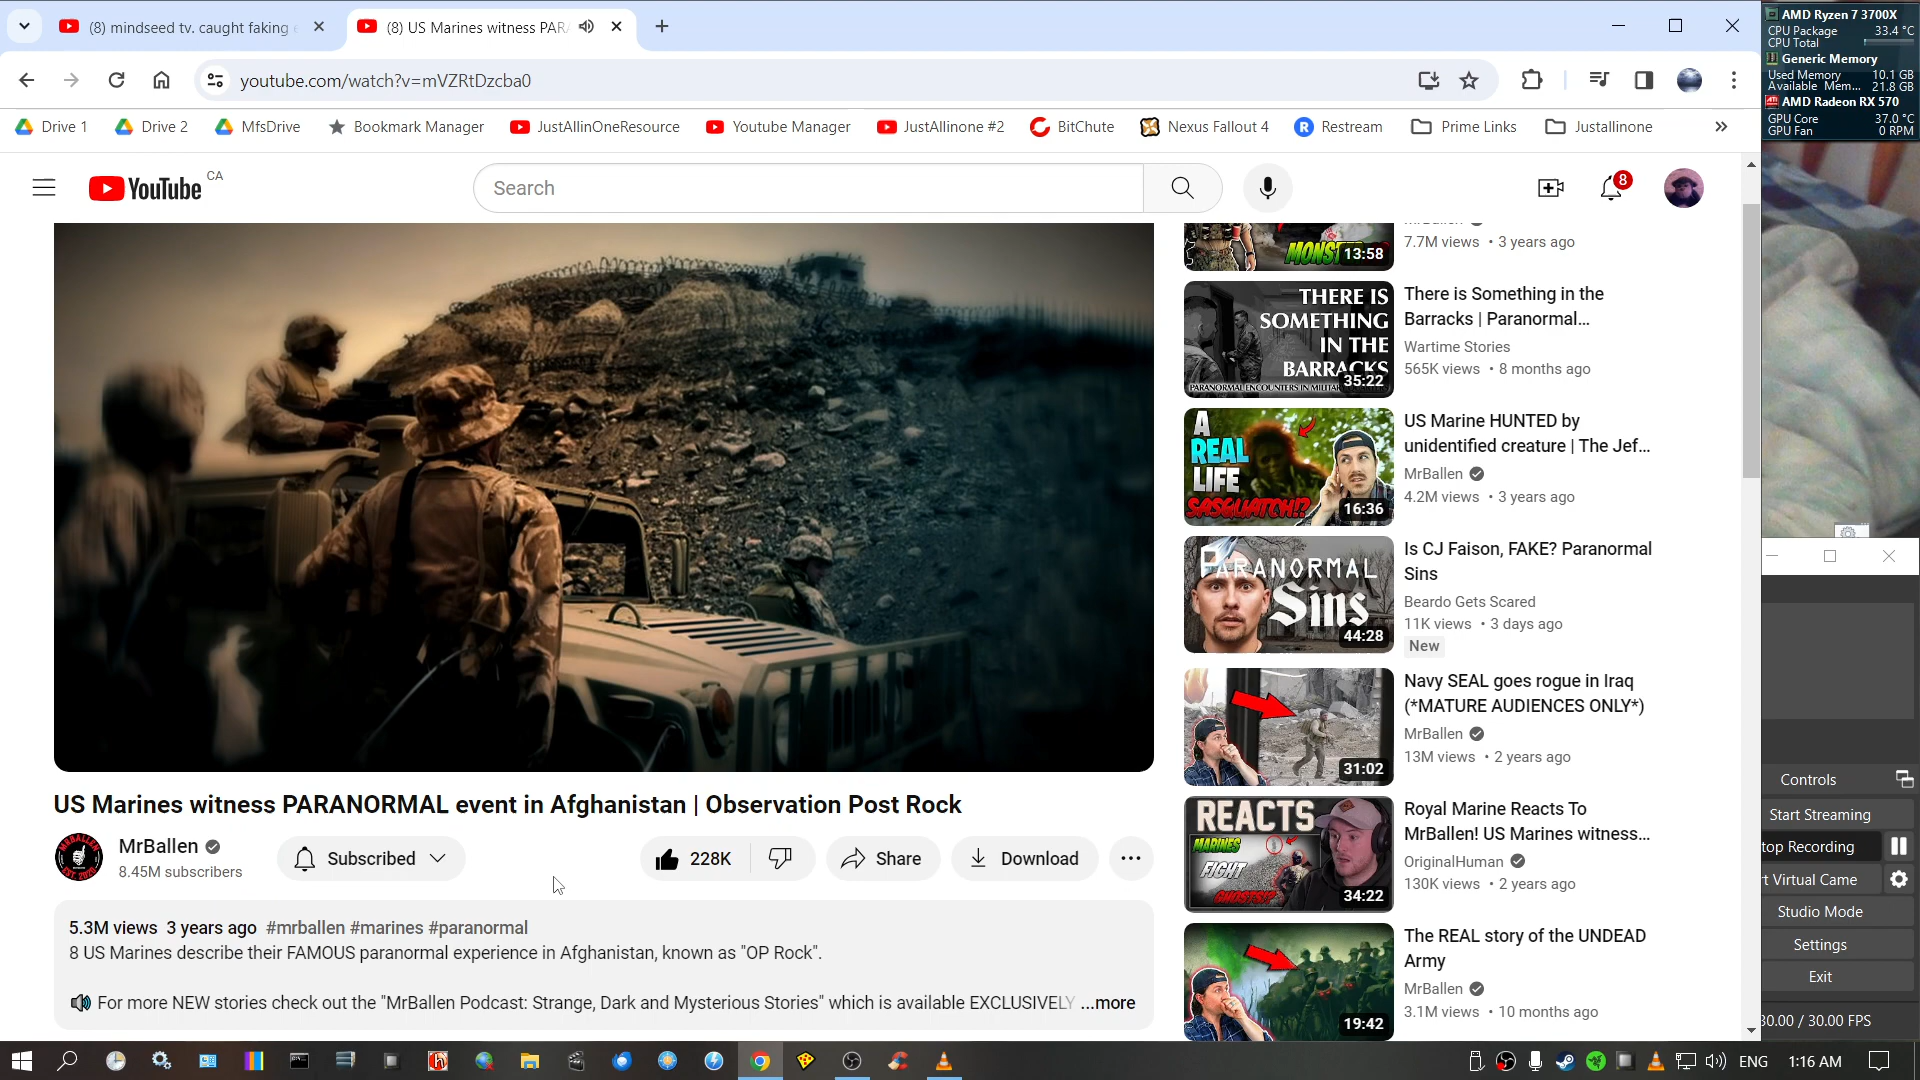 (8) mindseed tv. caught faking
(8) US Marines witness PAR
youtube.com/watch?v=mVZRtDzcba0
Drive 1
Drive 2
MfsDrive
Bookmark Manager
JustAllinOneResource
Youtube Manager
JustAllinone #2
BitChute
Nexus Fallout 4
Restream
Prime Links
Justallinone
»
YouTube CA
Search
8
US Marines witness PARANORMAL event in Afghanistan | Observation Post Rock
MrBallen
8.45M subscribers
Subscribed
228K
Share
Download
5.3M views 3 years ago #mrballen #marines #paranormal
8 US Marines describe their FAMOUS paranormal experience in Afghanistan, known as "OP Rock".
For more NEW stories check out the "MrBallen Podcast: Strange, Dark and Mysterious Stories" which is available EXCLUSIVELY ...more
13:58
7.7M views • 3 years ago
THERE IS
SOMETHING
IN THE
BARRACKS
PARANORMAL ENCOUNTERS IN MILITAR
35:22
There is Something in the
Barracks | Paranormal...
Wartime Stories
565K views • 8 months ago
A
REAL
LIFE
SASQUATCH!?
16:36
US Marine HUNTED by
unidentified creature | The Jef...
MrBallen
4.2M views • 3 years ago
PARANORMAL
Sins
44:28
Is CJ Faison, FAKE? Paranormal
Sins
Beardo Gets Scared
11K views • 3 days ago
New
31:02
Navy SEAL goes rogue in Iraq
(*MATURE AUDIENCES ONLY*)
MrBallen
13M views • 2 years ago
REACTS
MARINES
FIGHT
GHOSTS!?
34:22
Royal Marine Reacts To
MrBallen! US Marines witness...
OriginalHuman
130K views • 2 years ago
19:42
The REAL story of the UNDEAD
Army
MrBallen
3.1M views • 10 months ago
AMD Ryzen 7 3700X
CPU Package 33.4 °C
CPU Total
Generic Memory
Used Memory 10.1 GB
Available Mem... 21.8 GB
AMD Radeon RX 570
GPU Core 37.0 °C
GPU Fan 0 RPM
Controls
Start Streaming
top Recording
rt Virtual Came
Studio Mode
Settings
Exit
30.00 / 30.00 FPS
ENG
1:16 AM